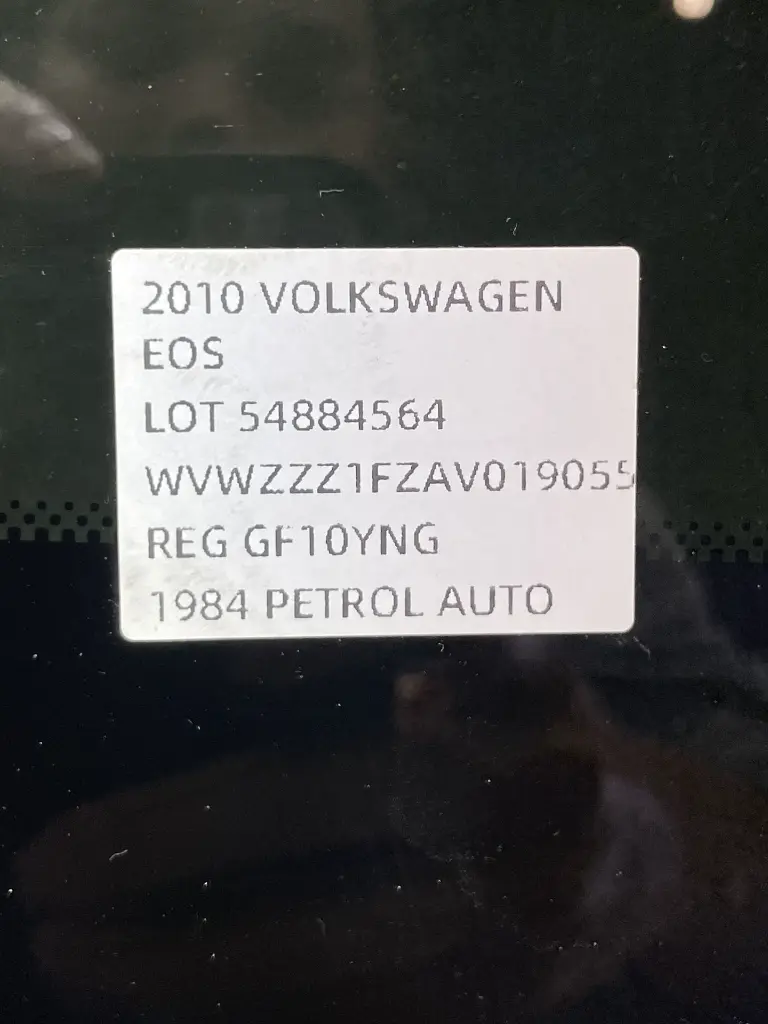 2010 VOLKSWAGEN
EOS
LOT 54884564
WVWZZZ1FZAV019055
REG GF10YNG
1984 PETROL AUTO